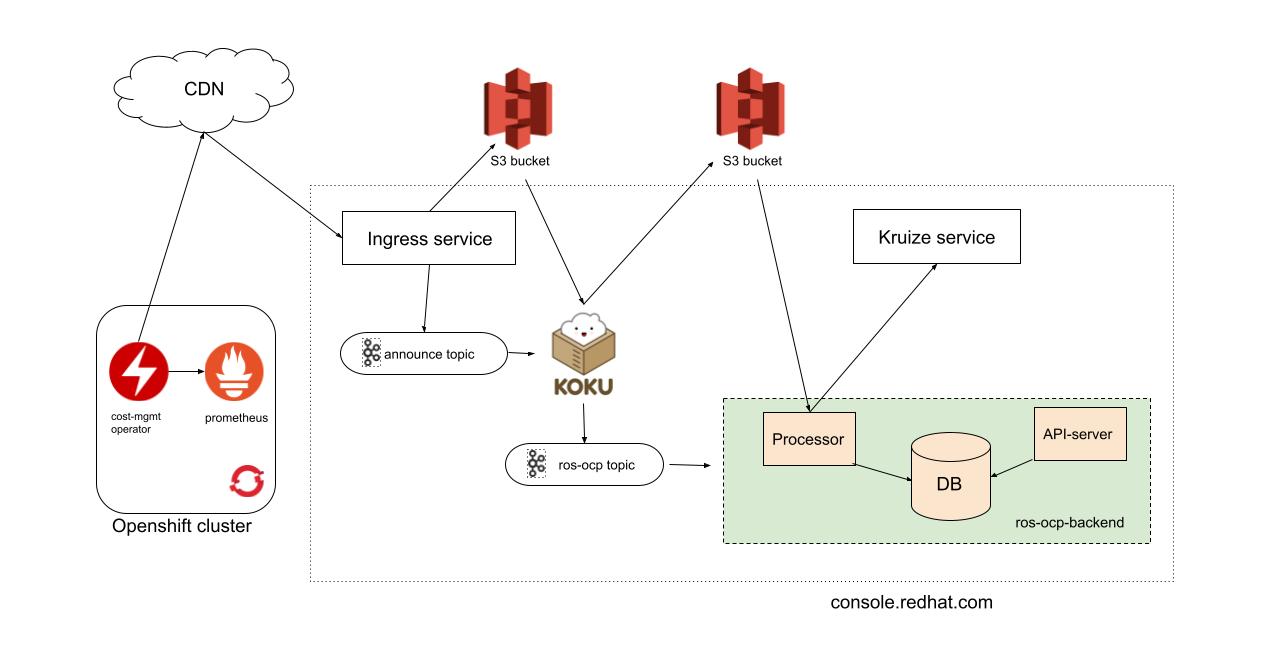 CDN
S3 bucket
S3 bucket
Ingress service
Kruize service
announce topic
KOKU
cost-mgmt
operator
prometheus
Processor
API-server
ros-ocp topic
DB
Openshift cluster
ros-ocp-backend
console.redhat.com